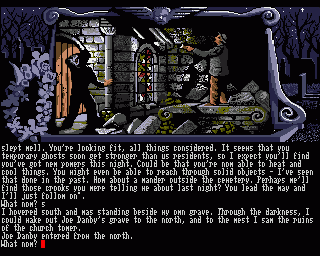 slept well. You're looking fit, all things considered. It seems that you
temporary ghosts soon get stronger than us residents, so I expect you'll find
you've got new powers this night. Could be that you're now able to heat and
cool things. You might even be able to reach through solid objects - I've seen
that done in the past. How about a wander outside the cemetery. Perhaps we'll
find those crooks you were telling me about last night? You lead the way and
I'll just follow on".
What now? s
I hovered south and was standing beside my own grave. Through the darkness, I
could make out Joe Danby's grave to the north, and to the west I saw the ruins
of the church tower.
Joe Danby entered from the north.
What now?